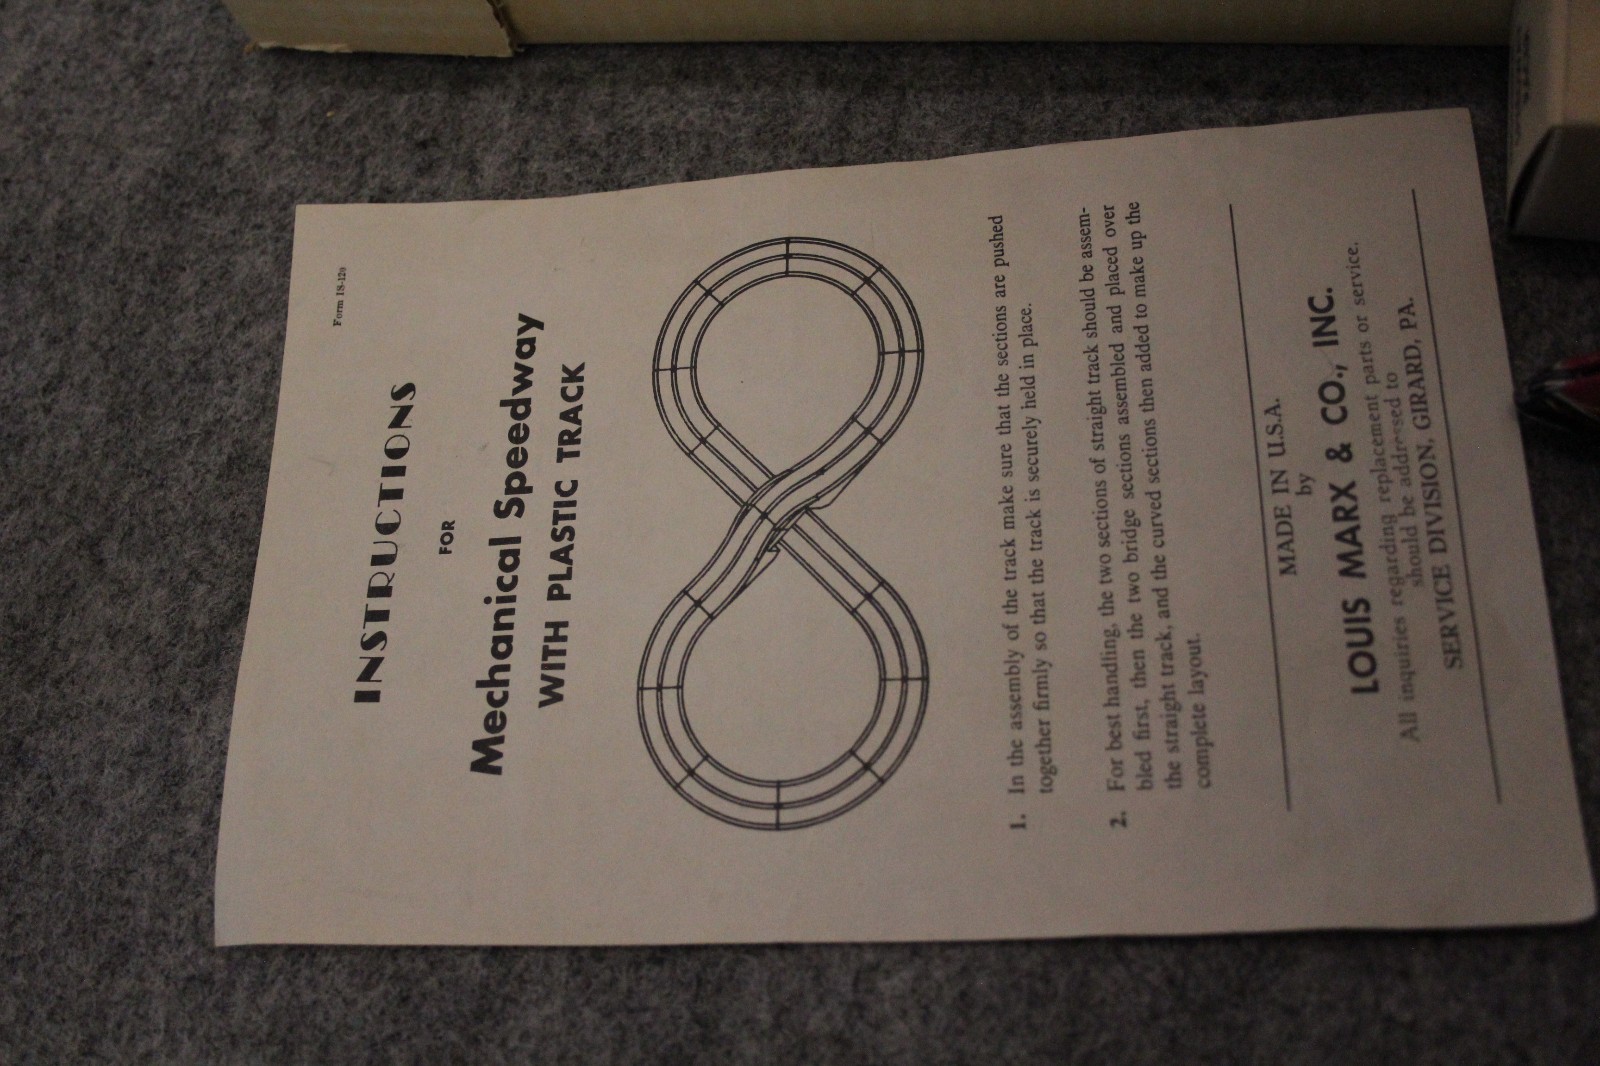 Form 18-120
INSTRUCTIONS
FOR
Mechanical Speedway
WITH PLASTIC TRACK
1. In the assembly of the track make sure that the sections are pushed
together firmly so that the track is securely held in place.
2. For best handling, the two sections of straight track should be assem-
bled first, then the two bridge sections assembled and placed over
the straight track, and the curved sections then added to make up the
complete layout.
MADE IN U.S.A.
by
LOUIS MARX & CO., INC.
All inquiries regarding replacement parts or service.
should be addressed to
SERVICE DIVISION, GIRARD, PA.